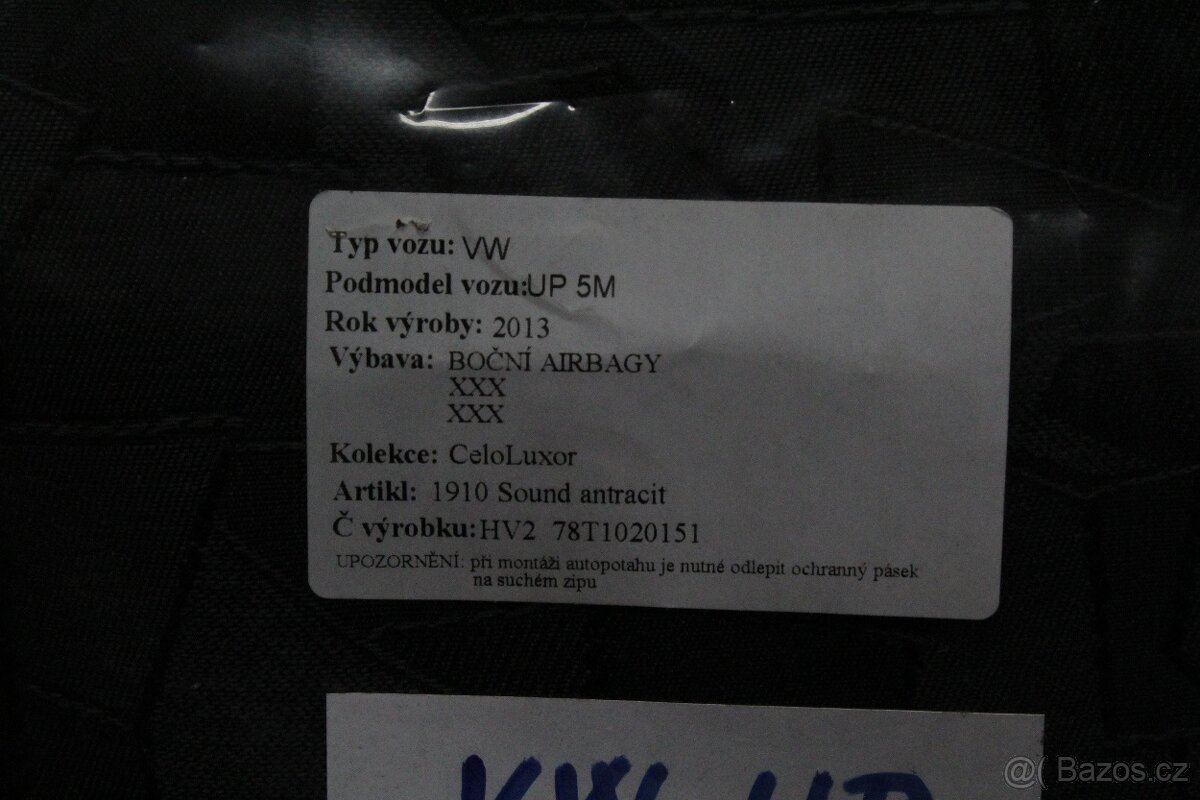 Typ vozu: VW
Podmodel vozu:UP 5M
Rok výroby: 2013
Výbava: BOČNÍ AIRBAGY
XXX
XXX
Kolekce: CeloLuxor
Artikl: 1910 Sound antracit
Č výrobku:HV2 78T1020151
UPOZORNĚNÍ: při montáži autopotahu je nutné odlepit ochranný pásek
na suchém zipu
VW UP
@( Bazos.cz